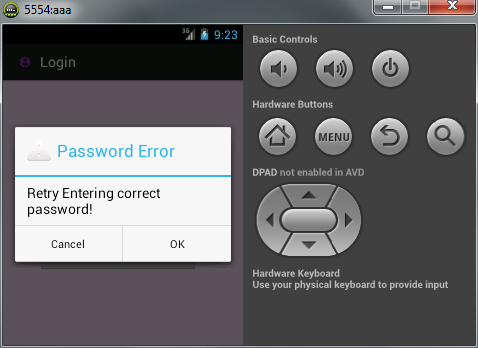 5554:aaa
3G 9:23
Login
Password Error
Retry Entering correct
password!
Cancel OK
Basic Controls
Hardware Buttons
MENU
DPAD not enabled in AVD
Hardware Keyboard
Use your physical keyboard to provide input